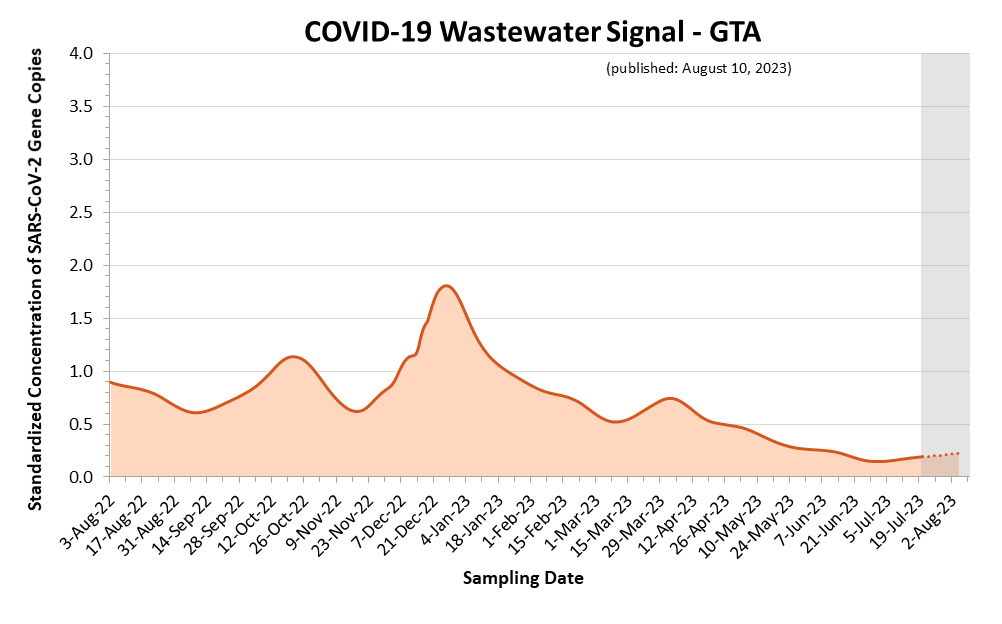 COVID-19 Wastewater Signal - GTA
(published: August 10, 2023)
Standardized Concentration of SARS-CoV-2 Gene Copies
4.0
3.5
3.0
2.5
2.0
1.5
1.0
0.5
0.0
3-Aug-22
17-Aug-22
31-Aug-22
14-Sep-22
28-Sep-22
12-Oct-22
26-Oct-22
9-Nov-22
23-Nov-22
7-Dec-22
21-Dec-22
4-Jan-23
18-Jan-23
1-Feb-23
15-Feb-23
1-Mar-23
15-Mar-23
29-Mar-23
12-Apr-23
26-Apr-23
10-May-23
24-May-23
7-Jun-23
21-Jun-23
5-Jul-23
19-Jul-23
2-Aug-23
Sampling Date